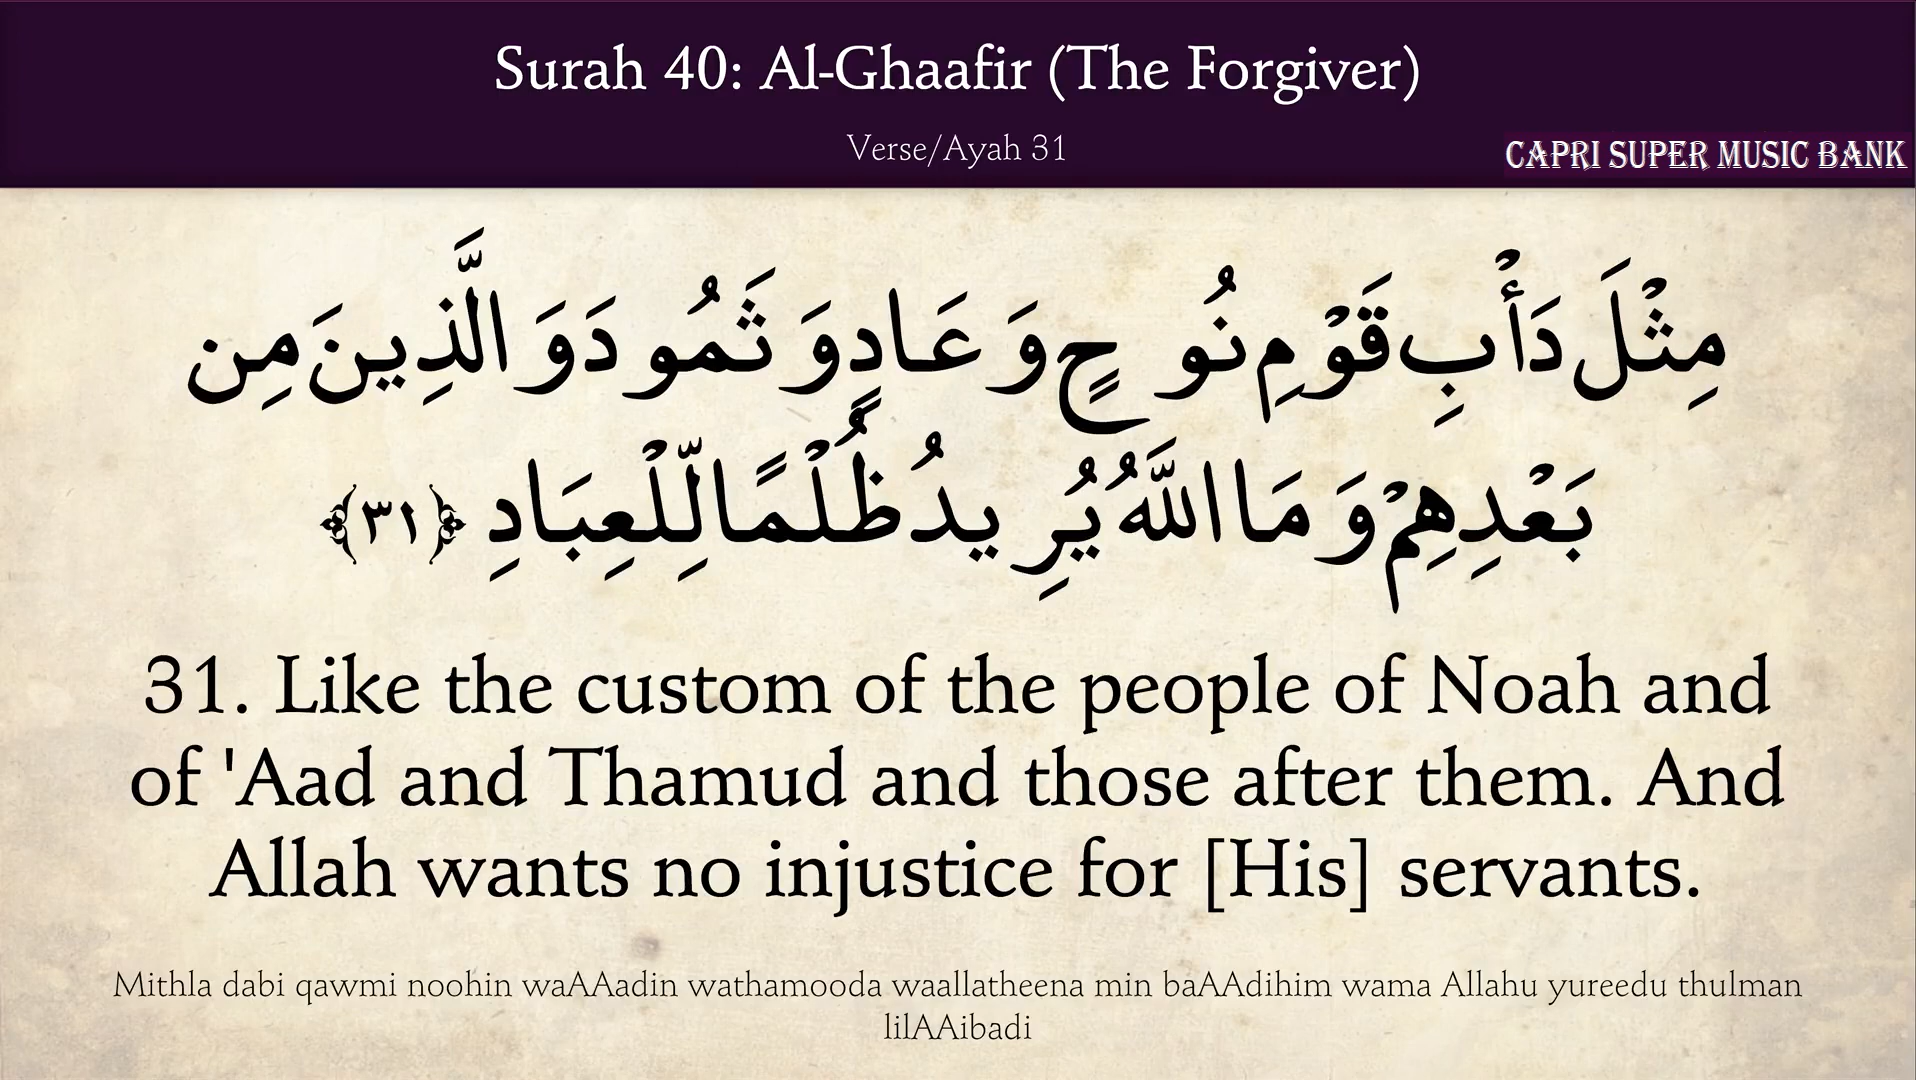 Surah 40: Al-Ghaafir (The Forgiver)
Verse/Ayah 31
CAPRI SUPER MUSIC BANK
مِثْلَ دَأْبِ قَوْمِ نُوحٍ وَعَادٍ وَثَمُودَ وَالَّذِينَ مِن
بَعْدِهِمْ وَمَا اللَّهُ يُرِيدُ ظُلْمًا لِّلْعِبَادِ ﴿٣١﴾
31. Like the custom of the people of Noah and
of 'Aad and Thamud and those after them. And
Allah wants no injustice for [His] servants.
Mithla dabi qawmi noohin waAAadin wathamooda waallatheena min baAAdihim wama Allahu yureedu thulman
lilAAibadi